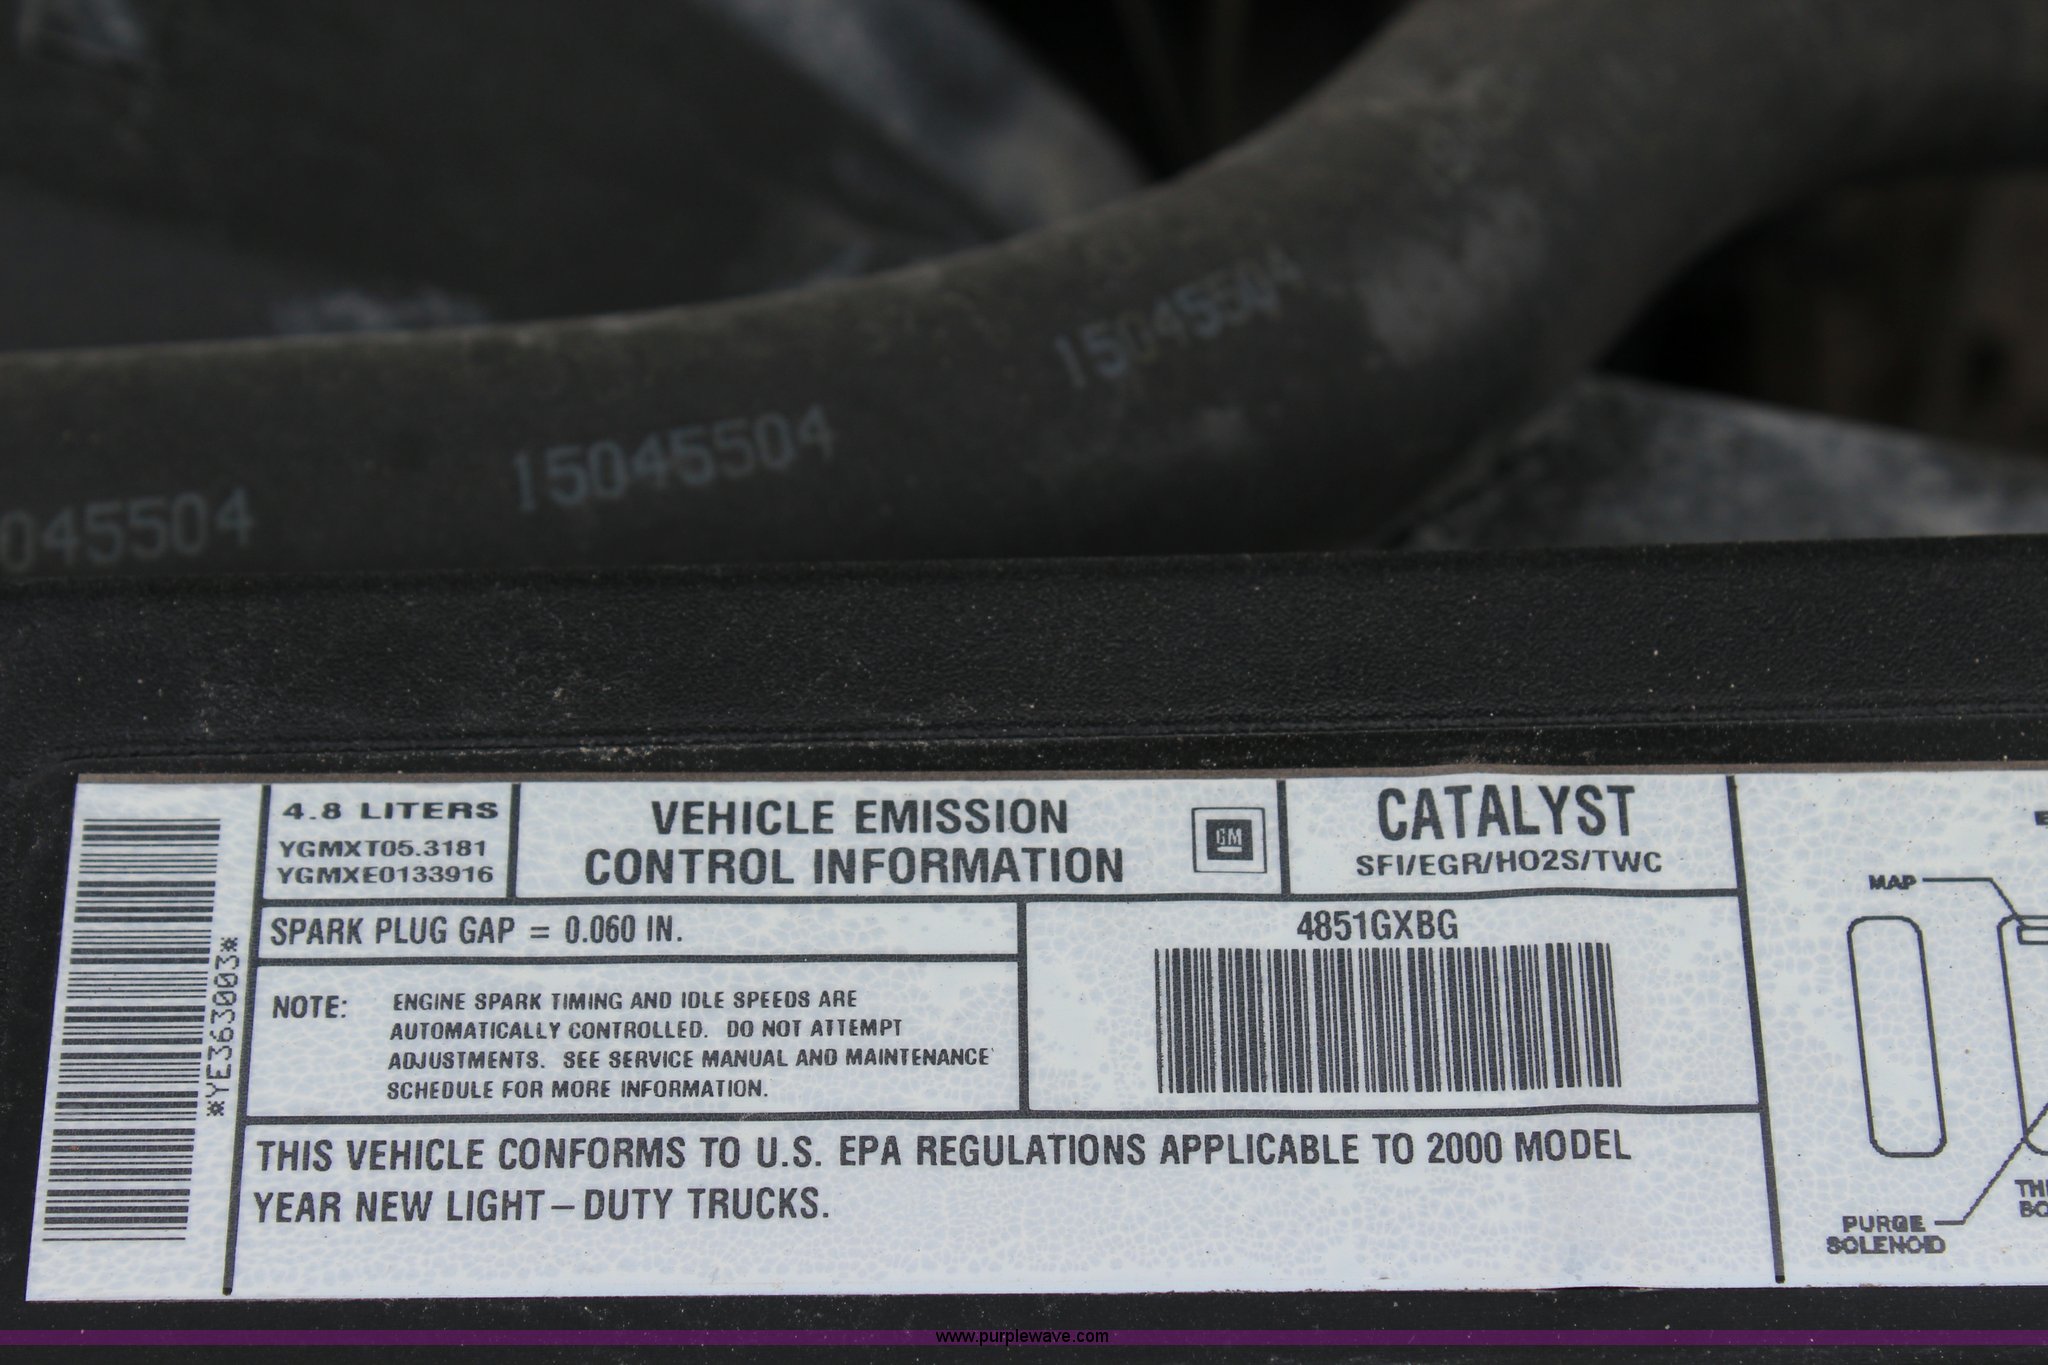 15045504
15045504
045504
4.8 LITERS
YGMXT05.3181
YGMXE0133916
VEHICLE EMISSION
CONTROL INFORMATION
GM
CATALYST
SFI/EGR/HO2S/TWC
SPARK PLUG GAP = 0.060 IN.
NOTE: ENGINE SPARK TIMING AND IDLE SPEEDS ARE
AUTOMATICALLY CONTROLLED. DO NOT ATTEMPT
ADJUSTMENTS. SEE SERVICE MANUAL AND MAINTENANCE
SCHEDULE FOR MORE INFORMATION.
4851GXBG
*YE363003*
THIS VEHICLE CONFORMS TO U.S. EPA REGULATIONS APPLICABLE TO 2000 MODEL
YEAR NEW LIGHT-DUTY TRUCKS.
MAP
PURGE
SOLENOID
www.purplewave.com